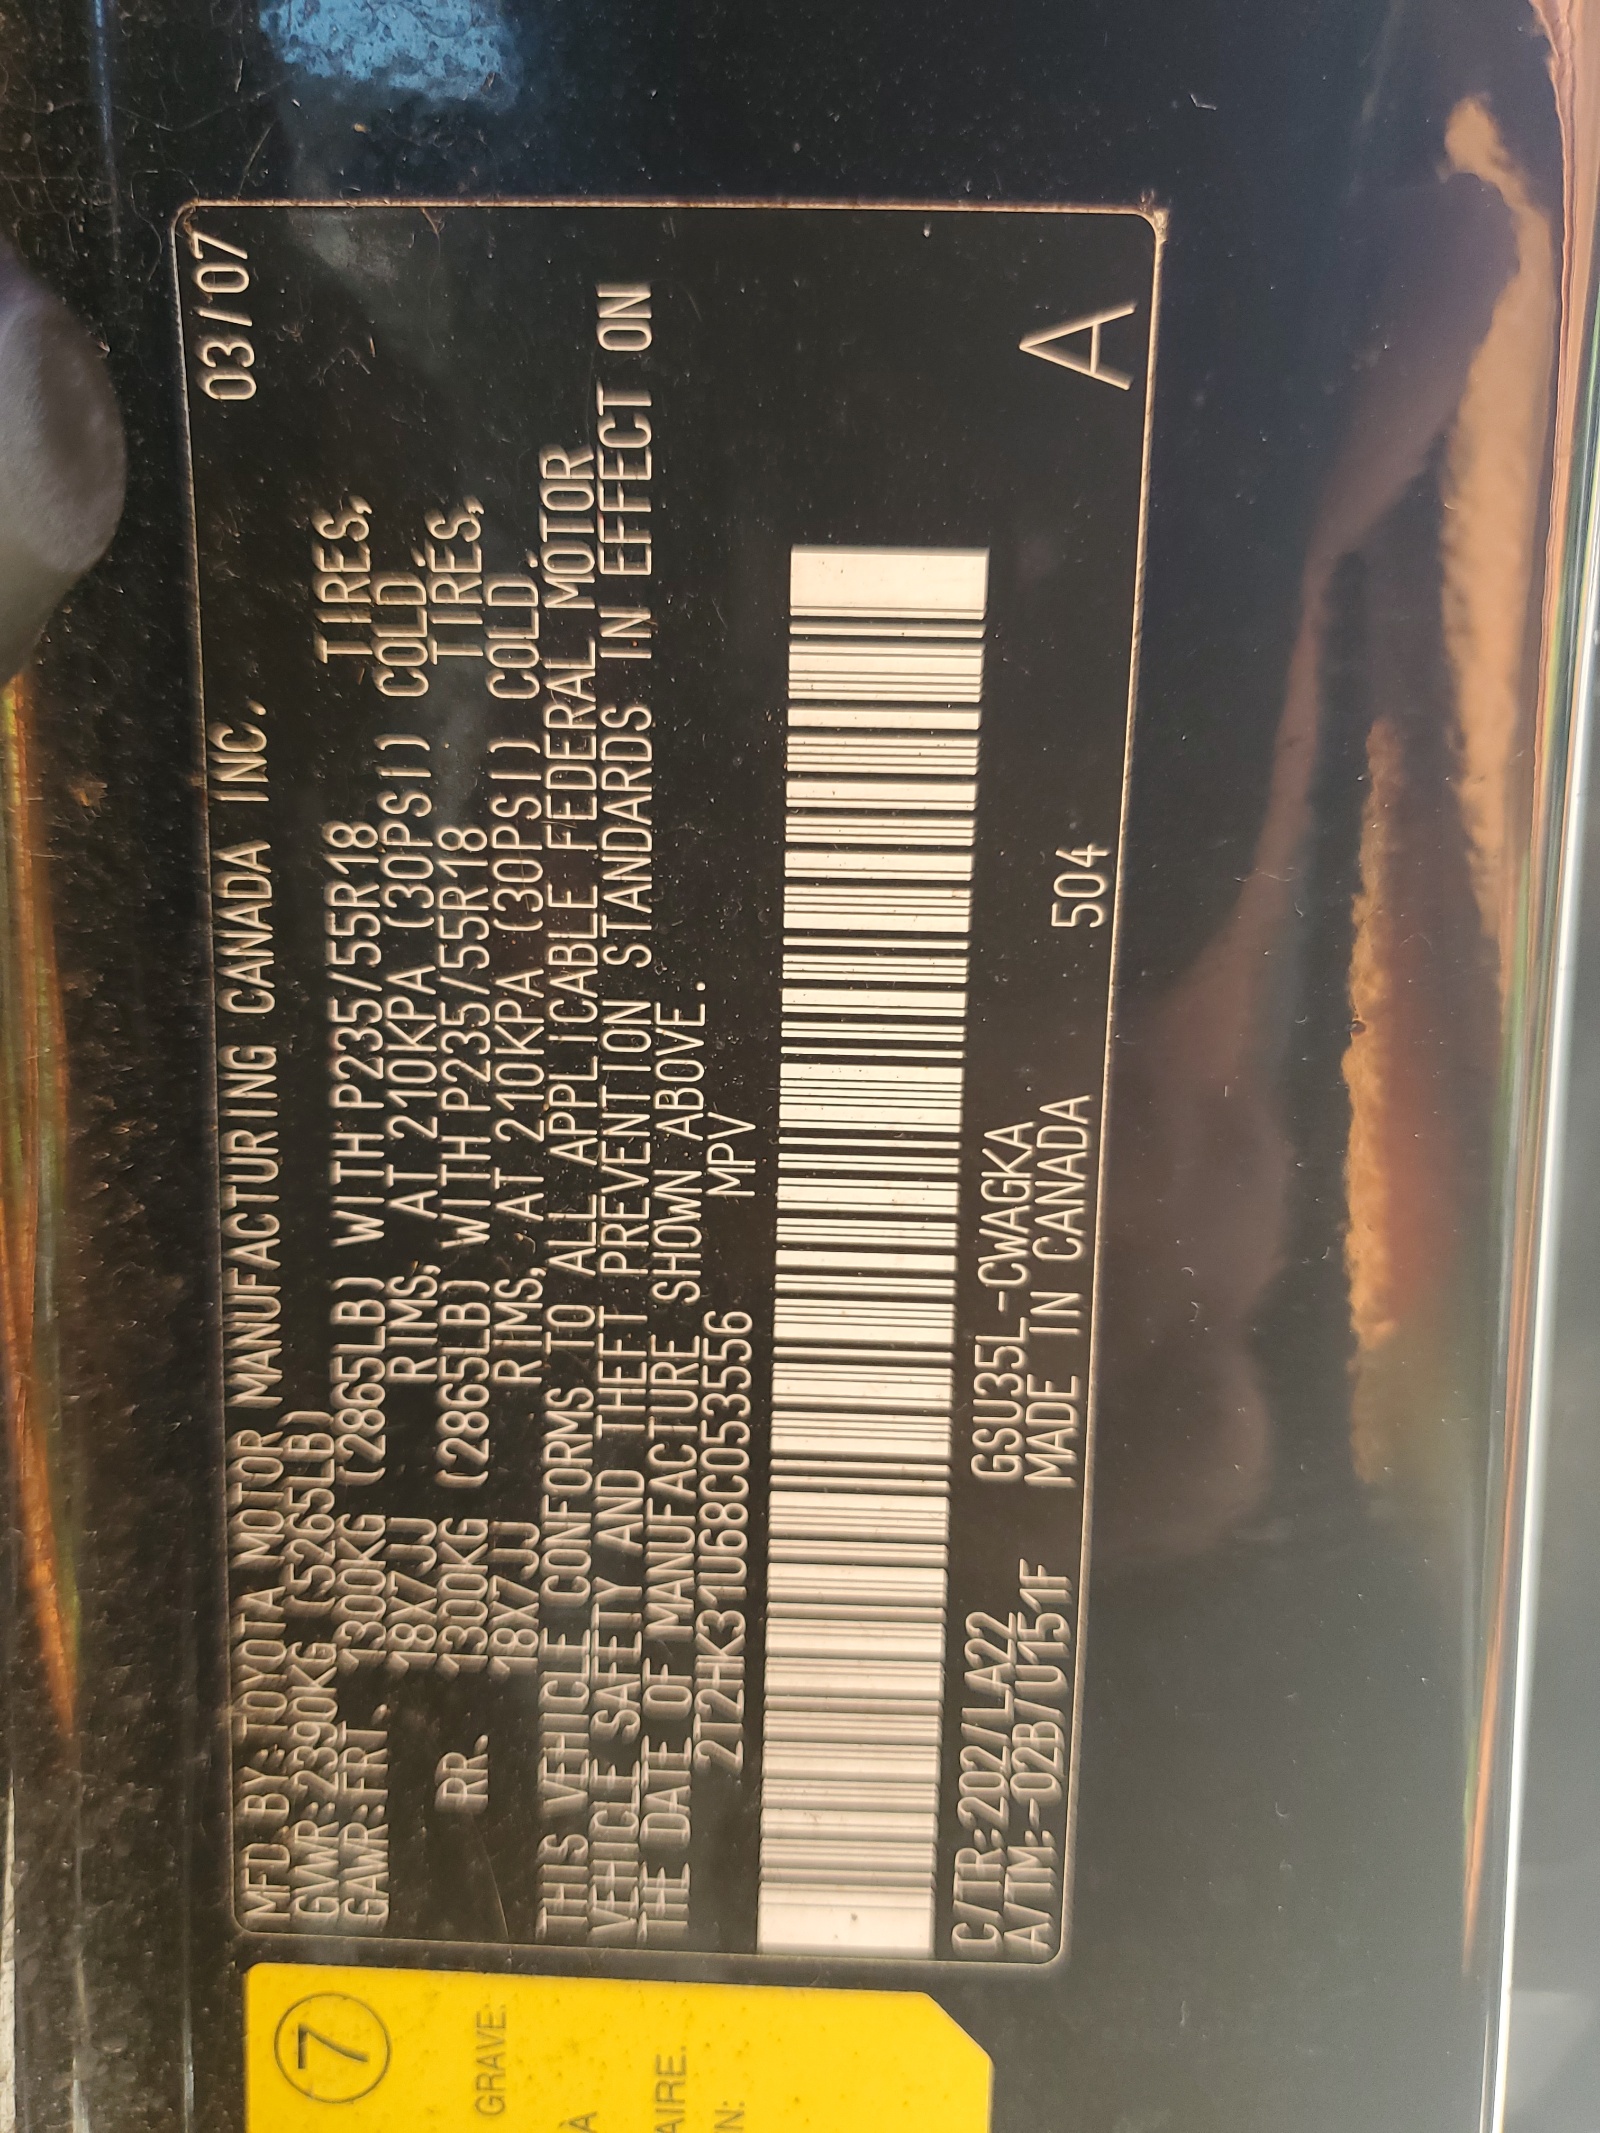 MFD.BY:TOYOTA MOTOR MANUFACTURING CANADA INC. 03/07
GVWR:2390KG (5265LB)
GAWR:FRT. 1300KG (2865LB) WITH P235/55R18 TIRES,
18X7JJ RIMS, AT 210KPA (30PSI) COLD.
RR. 1300KG (2865LB) WITH P235/55R18 TIRES,
18X7JJ RIMS, AT 210KPA (30PSI) COLD.
THIS VEHICLE CONFORMS TO ALL APPLICABLE FEDERAL MOTOR
VEHICLE SAFETY AND THEFT PREVENTION STANDARDS IN EFFECT ON
THE DATE OF MANUFACTURE SHOWN ABOVE.
2T2HK31U68C053556 MPV
C/TR:202/LA22 GSU35L-CWAGKA A
A/TM:-02B/U151F MADE IN CANADA 504
7
GRAVE.
À
AIRE.
N: